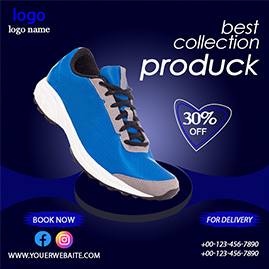 logo
logo name
best
collection
produck
30%
OFF
BOOK NOW
FOR DELIVERY
+00-123-456-7890
+00-123-456-7890
WWW.YOUERWEBAITE.COM